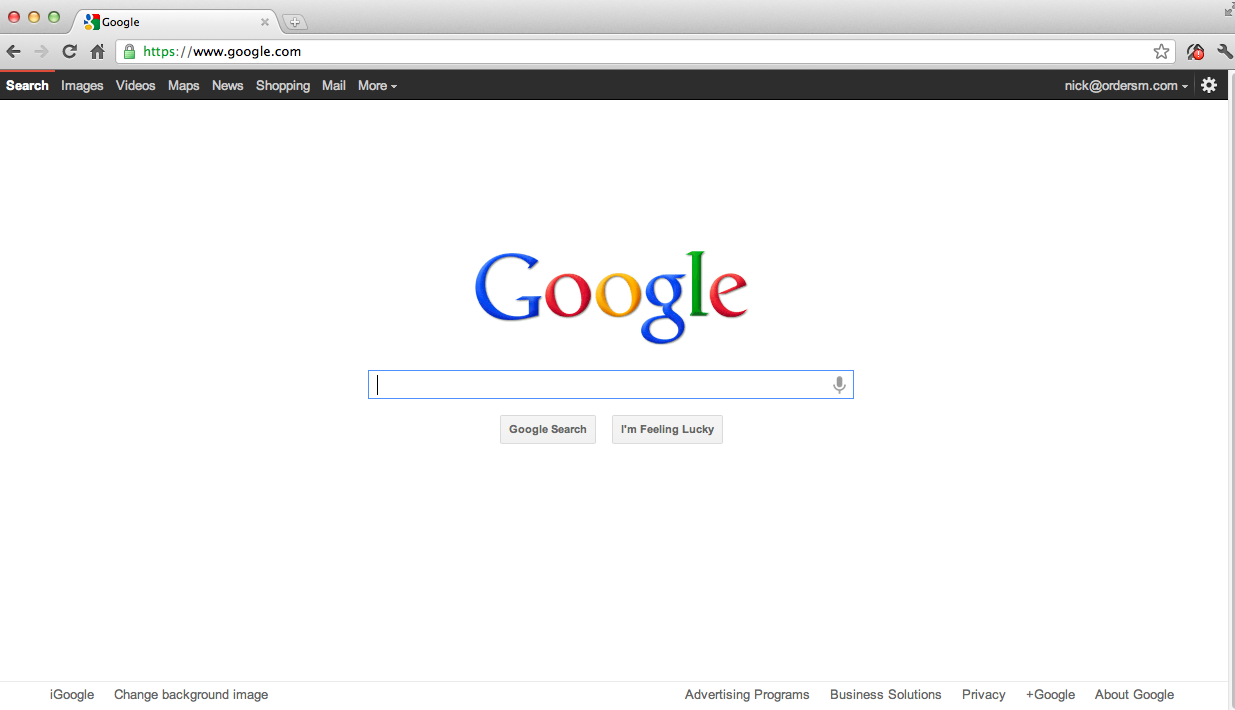 Google
https://www.google.com
Search Images Videos Maps News Shopping Mail More nick@ordersm.com
Google
Google Search I'm Feeling Lucky
iGoogle Change background image Advertising Programs Business Solutions Privacy +Google About Google